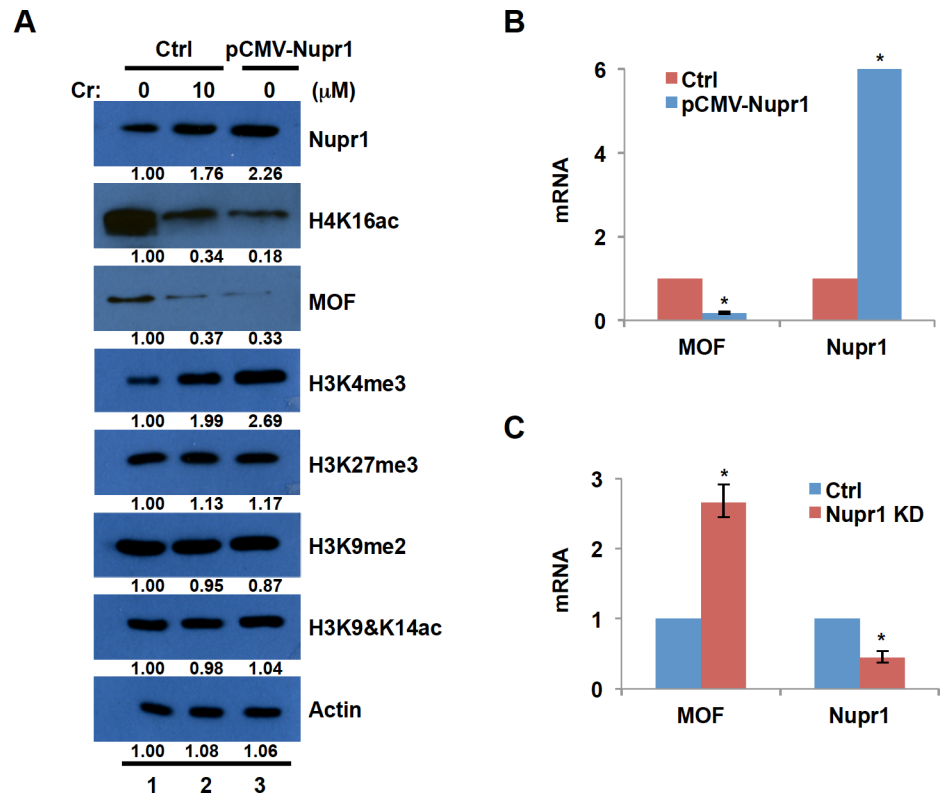 A
Ctrl pCMV-Nupr1
Cr: 0 10 0 (μM)
Nupr1
1.00 1.76 2.26
H4K16ac
1.00 0.34 0.18
MOF
1.00 0.37 0.33
H3K4me3
1.00 1.99 2.69
H3K27me3
1.00 1.13 1.17
H3K9me2
1.00 0.95 0.87
H3K9&K14ac
1.00 0.98 1.04
Actin
1.00 1.08 1.06
1 2 3
B
mRNA
6
4
2
0
Ctrl
pCMV-Nupr1
*
*
MOF Nupr1
C
mRNA
3
2
1
0
Ctrl
Nupr1 KD
*
*
MOF Nupr1